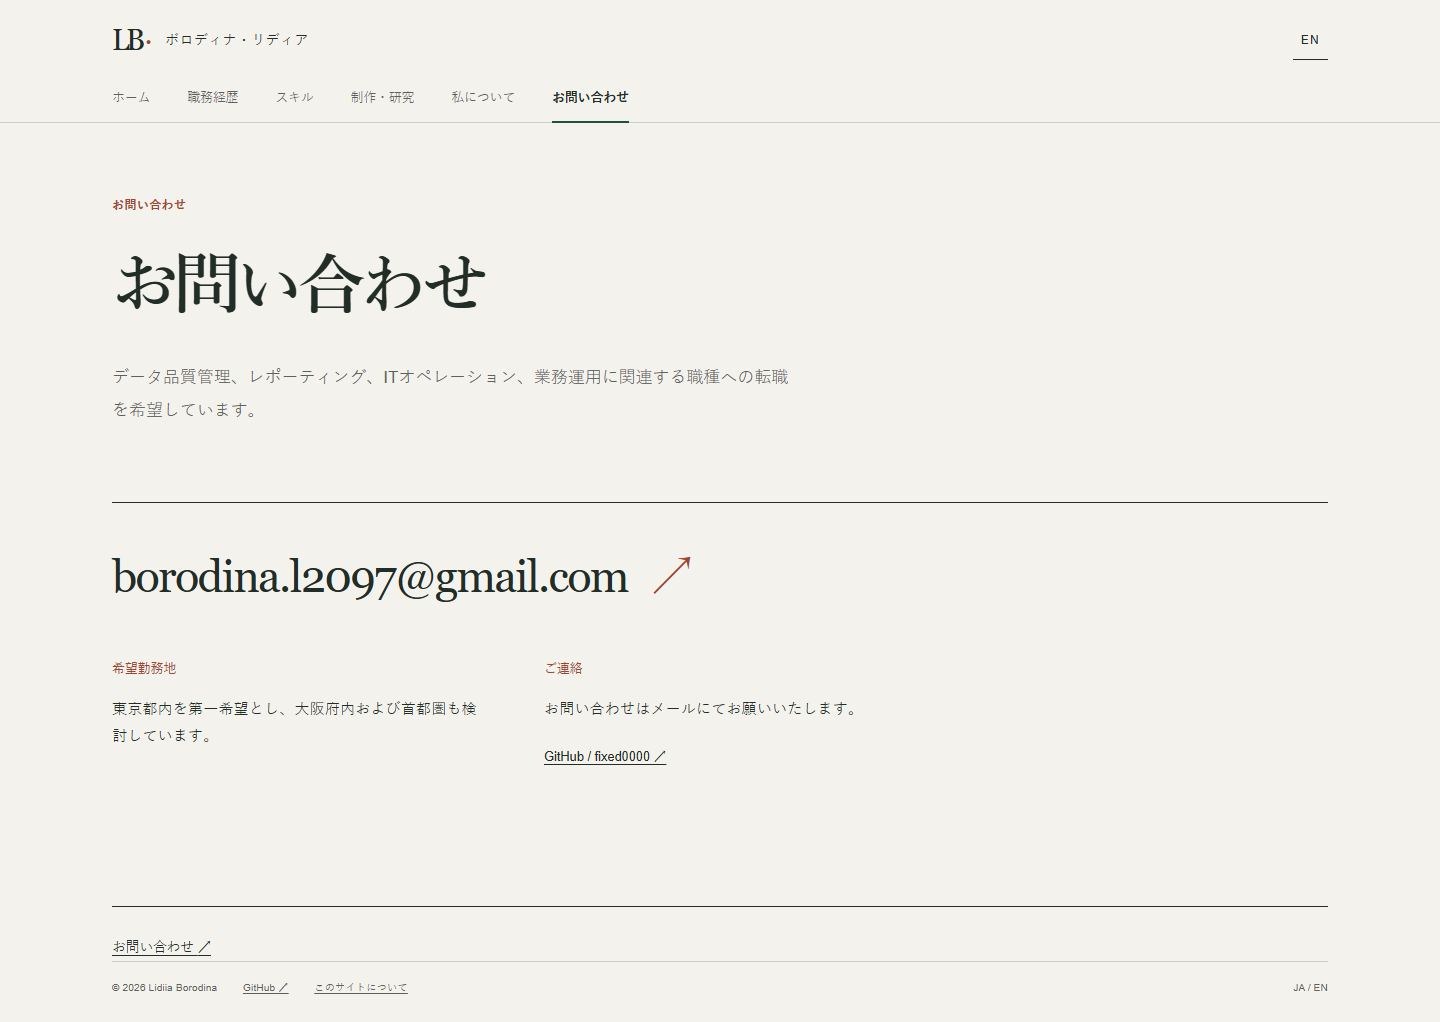 LB· ボロディナ・リディア
EN
ホーム 職務経歴 スキル 制作・研究 私について お問い合わせ
お問い合わせ
お問い合わせ
データ品質管理、レポーティング、ITオペレーション、業務運用に関連する職種への転職
を希望しています。
borodina.l2097@gmail.com ↗
希望勤務地
東京都内を第一希望とし、大阪府内および首都圏も検
討しています。
ご連絡
お問い合わせはメールにてお願いいたします。
GitHub / fixed0000 ↗
お問い合わせ ↗
© 2026 Lidiia Borodina GitHub ↗ このサイトについて JA / EN